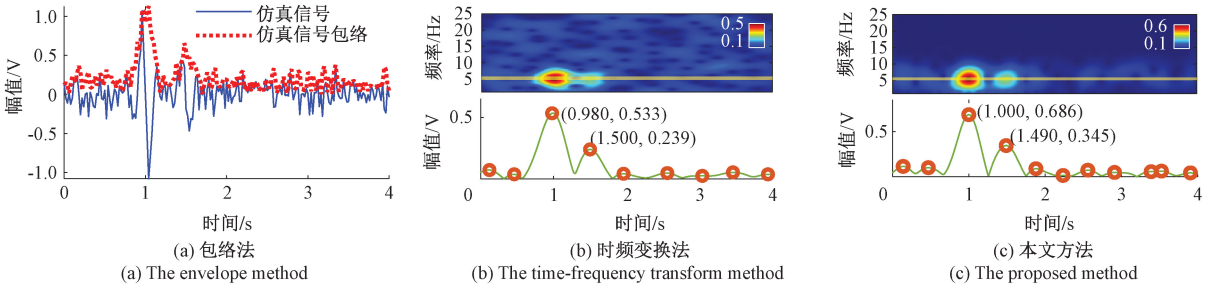 1.0
0.5
0
-0.5
-1.0
幅值/V
仿真信号
仿真信号包络
0 1 2 3 4
时间/s
(a) 包络法
(a) The envelope method
25
20
15
10
5
频率/Hz
0.5
0.1
0.5
幅值/V
(0.980, 0.533)
(1.500, 0.239)
0 1 2 3 4
时间/s
(b) 时频变换法
(b) The time-frequency transform method
25
20
15
10
5
频率/Hz
0.6
0.1
0.5
幅值/V
(1.000, 0.686)
(1.490, 0.345)
0 1 2 3 4
时间/s
(c) 本文方法
(c) The proposed method